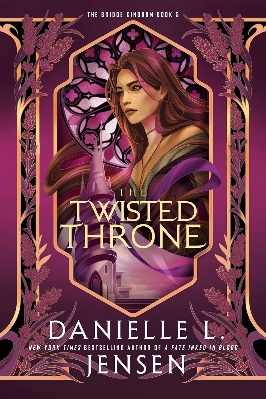 THE BRIDGE KINGDOM BOOK 5
THE
TWISTED
THRONE
DANIELLE L.
JENSEN
NEW YORK TIMES BESTSELLING AUTHOR OF A FATE INKED IN BLOOD